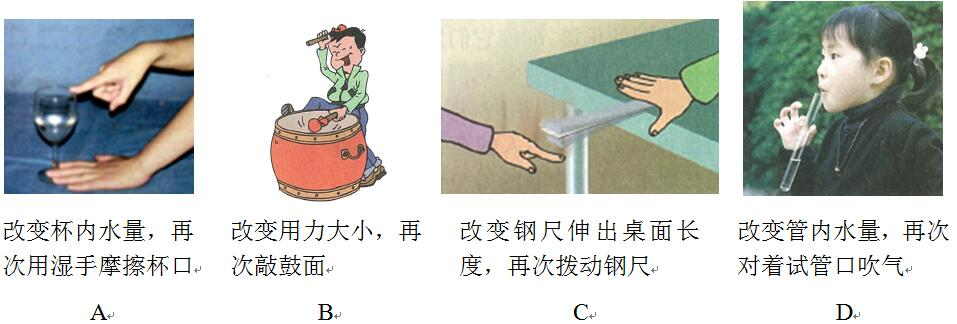 改变杯内水量，再
次用湿手摩擦杯口
A
改变用力大小，再
次敲鼓面
B
改变钢尺伸出桌面长
度，再次拨动钢尺
C
改变管内水量，再次
对着试管口吹气
D